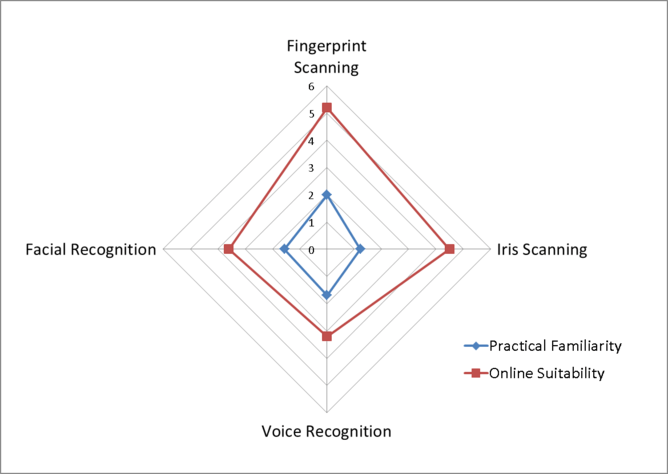 Fingerprint
Scanning
6
5
4
3
2
1
0
Facial Recognition
Iris Scanning
Practical Familiarity
Online Suitability
Voice Recognition